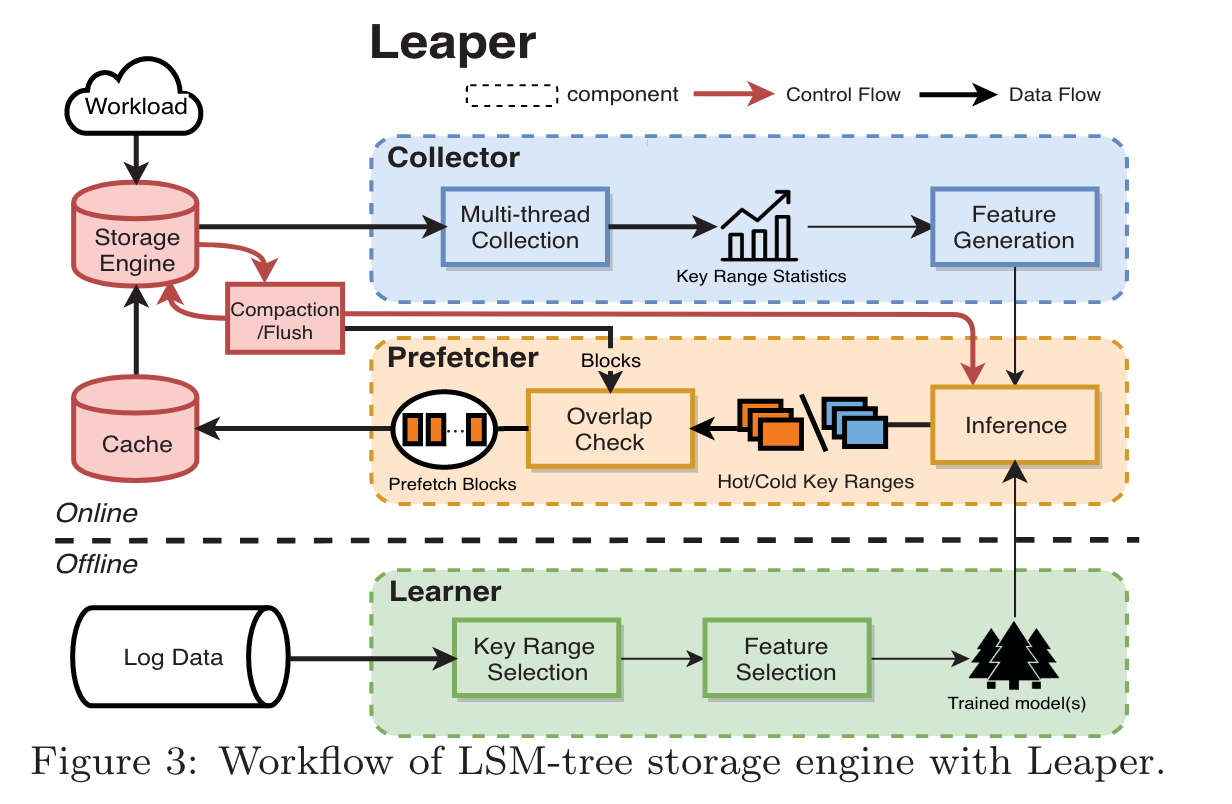 Leaper
component
Control Flow
Data Flow
Workload
Collector
Storage
Engine
Multi-thread
Collection
Key Range Statistics
Feature
Generation
Compaction
/Flush
Prefetcher
Blocks
Cache
Prefetch Blocks
...
Overlap
Check
Hot/Cold Key Ranges
Inference
Online
Offline
Learner
Log Data
Key Range
Selection
Feature
Selection
Trained model(s)
Figure 3: Workflow of LSM-tree storage engine with Leaper.